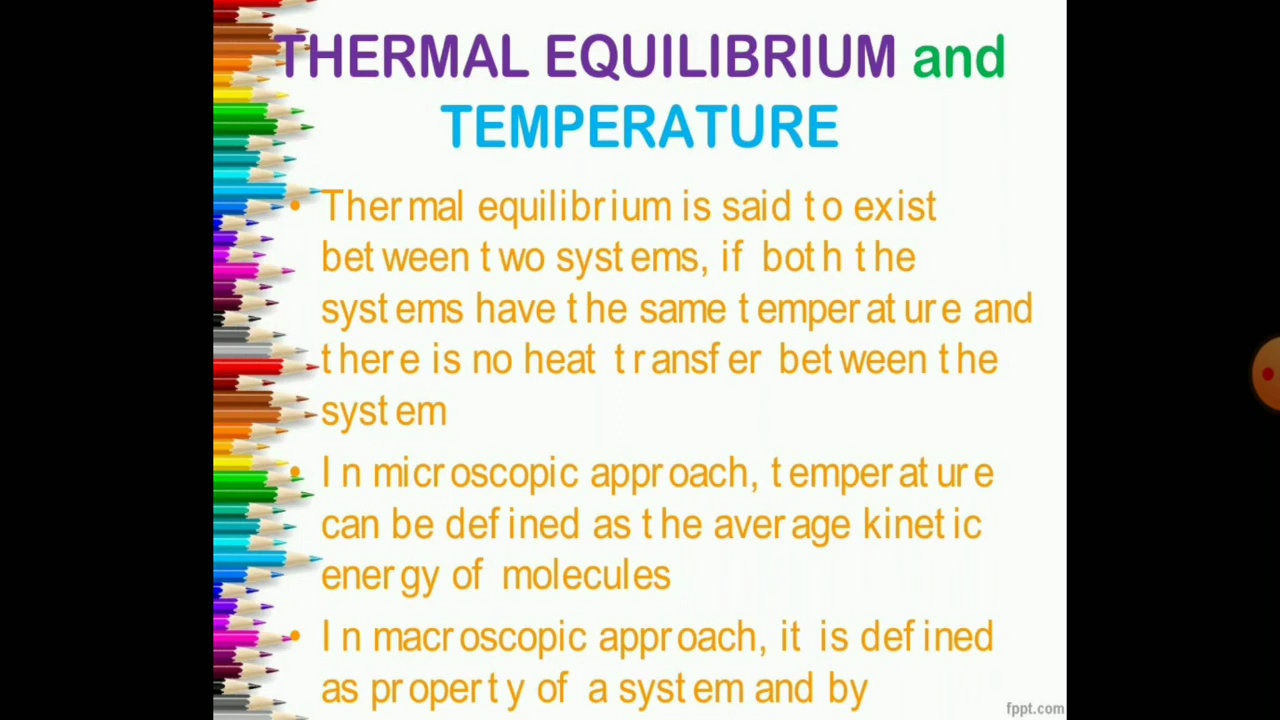 THERMAL EQUILIBRIUM and
TEMPERATURE
• Thermal equilibrium is said to exist
between two systems, if both the
systems have the same temperature and
there is no heat transfer between the
system
• In microscopic approach, temperature
can be defined as the average kinetic
energy of molecules
• In macroscopic approach, it is defined
as property of a system and by
fppt.com